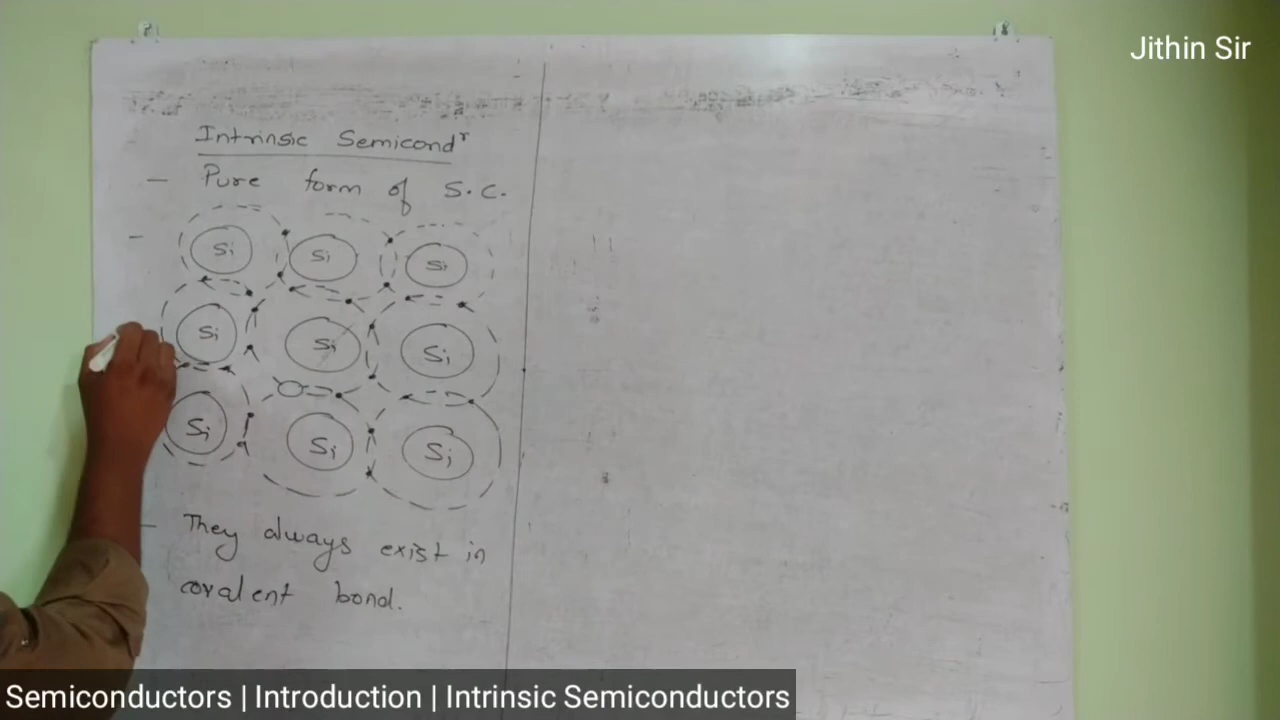 Jithin Sir
Intrinsic Semicondʳ
— Pure form of S.C.
–
Si Si Si
Si Si Si
Si Si Si
– They always exist in
covalent bond.
Semiconductors | Introduction | Intrinsic Semiconductors